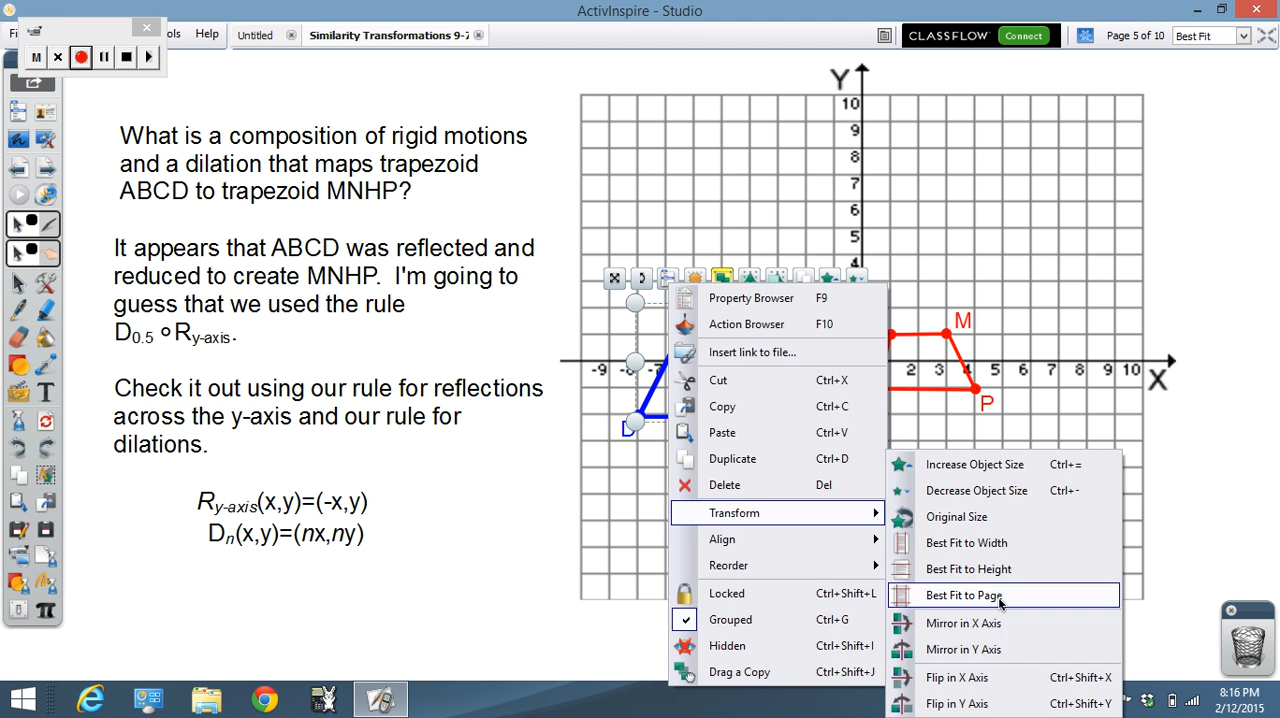 ActivInspire - Studio
Fi
ols
Help
Untitled
Similarity Transformations 9-7
CLASSFLOW
Connect
Page 5 of 10
Best Fit
M
What is a composition of rigid motions
and a dilation that maps trapezoid
ABCD to trapezoid MNHP?
It appears that ABCD was reflected and
reduced to create MNHP. I'm going to
guess that we used the rule
D0.5 ∘Ry-axis.
Check it out using our rule for reflections
across the y-axis and our rule for
dilations.
Ry-axis(x,y)=(-x,y)
Dn(x,y)=(nx,ny)
Y
10
9
8
7
6
5
4
M
-9 -8 -7
2 3 4 5 6 7 8 9 10
X
P
D
Property Browser F9
Action Browser F10
Insert link to file...
Cut Ctrl+X
Copy Ctrl+C
Paste Ctrl+V
Duplicate Ctrl+D
Delete Del
Transform
Align
Reorder
Locked Ctrl+Shift+L
Grouped Ctrl+G
Hidden Ctrl+Shift+I
Drag a Copy Ctrl+Shift+J
Increase Object Size Ctrl+=
Decrease Object Size Ctrl+-
Original Size
Best Fit to Width
Best Fit to Height
Best Fit to Page
Mirror in X Axis
Mirror in Y Axis
Flip in X Axis Ctrl+Shift+X
Flip in Y Axis Ctrl+Shift+Y
8:16 PM
2/12/2015